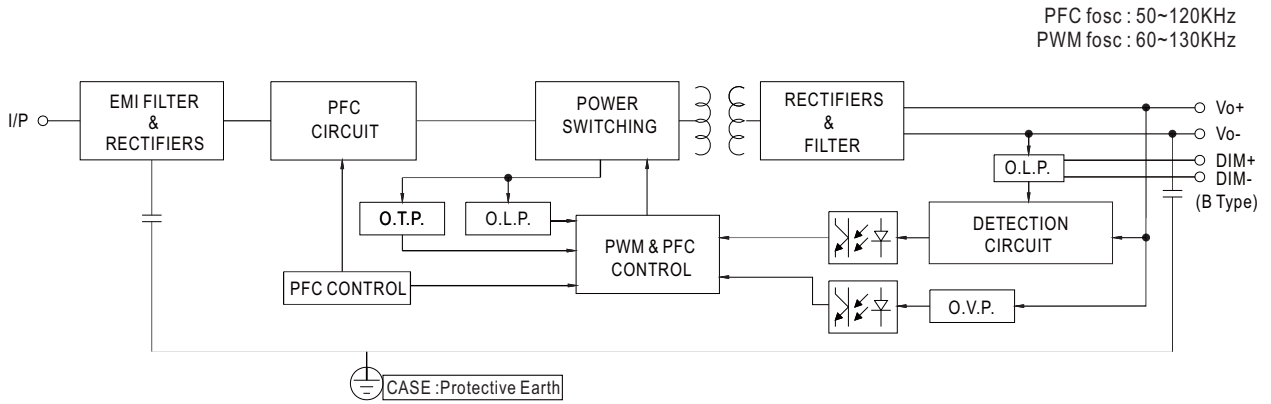 PFC fosc : 50~120KHz
PWM fosc : 60~130KHz
I/P
EMI FILTER
&
RECTIFIERS
PFC
CIRCUIT
POWER
SWITCHING
RECTIFIERS
&
FILTER
Vo+
Vo-
DIM+
DIM-
(B Type)
O.L.P.
O.T.P.
O.L.P.
PWM & PFC
CONTROL
DETECTION
CIRCUIT
PFC CONTROL
O.V.P.
CASE :Protective Earth